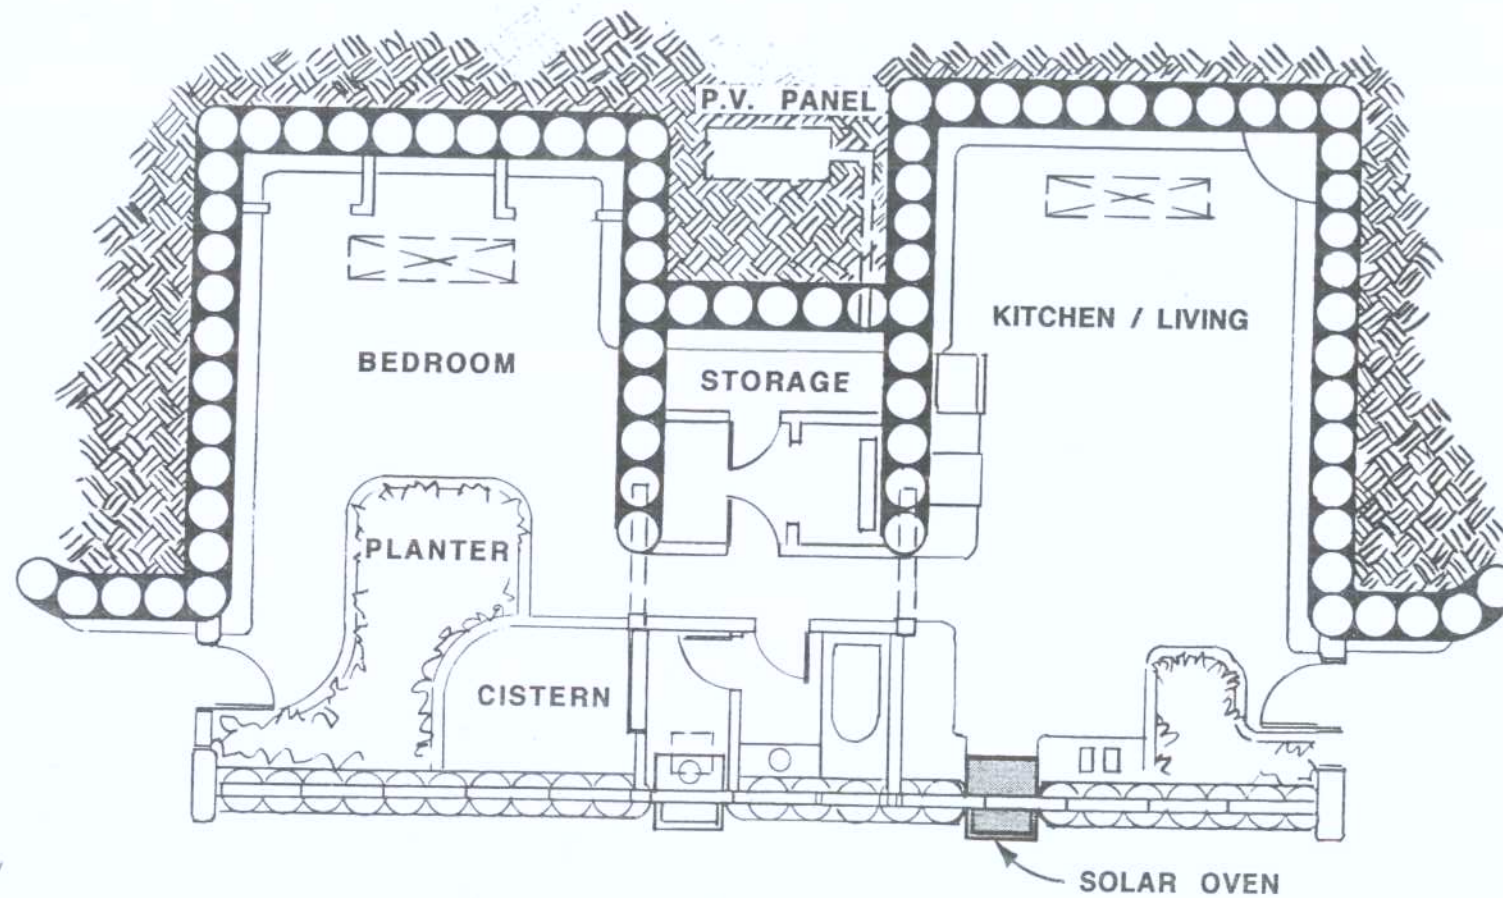 P.V. PANEL
KITCHEN / LIVING
BEDROOM
STORAGE
PLANTER
CISTERN
SOLAR OVEN